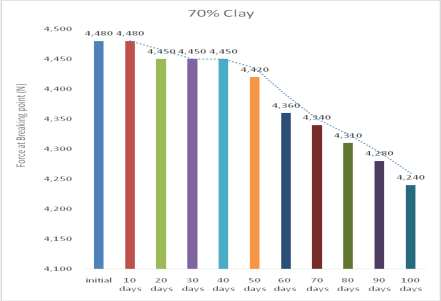 70% Clay
Force at Breaking point (N)
4,500
4,450
4,400
4,350
4,300
4,250
4,200
4,150
4,100
4,480
4,480
4,450
4,450
4,450
4,420
4,360
4,340
4,310
4,280
4,240
initial
10 days
20 days
30 days
40 days
50 days
60 days
70 days
80 days
90 days
100 days